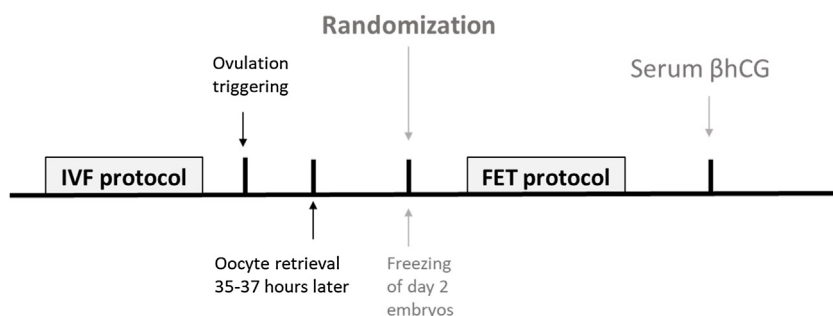 Randomization
Ovulation
triggering
Serum βhCG
IVF protocol
FET protocol
Oocyte retrieval
35-37 hours later
Freezing
of day 2
embryos